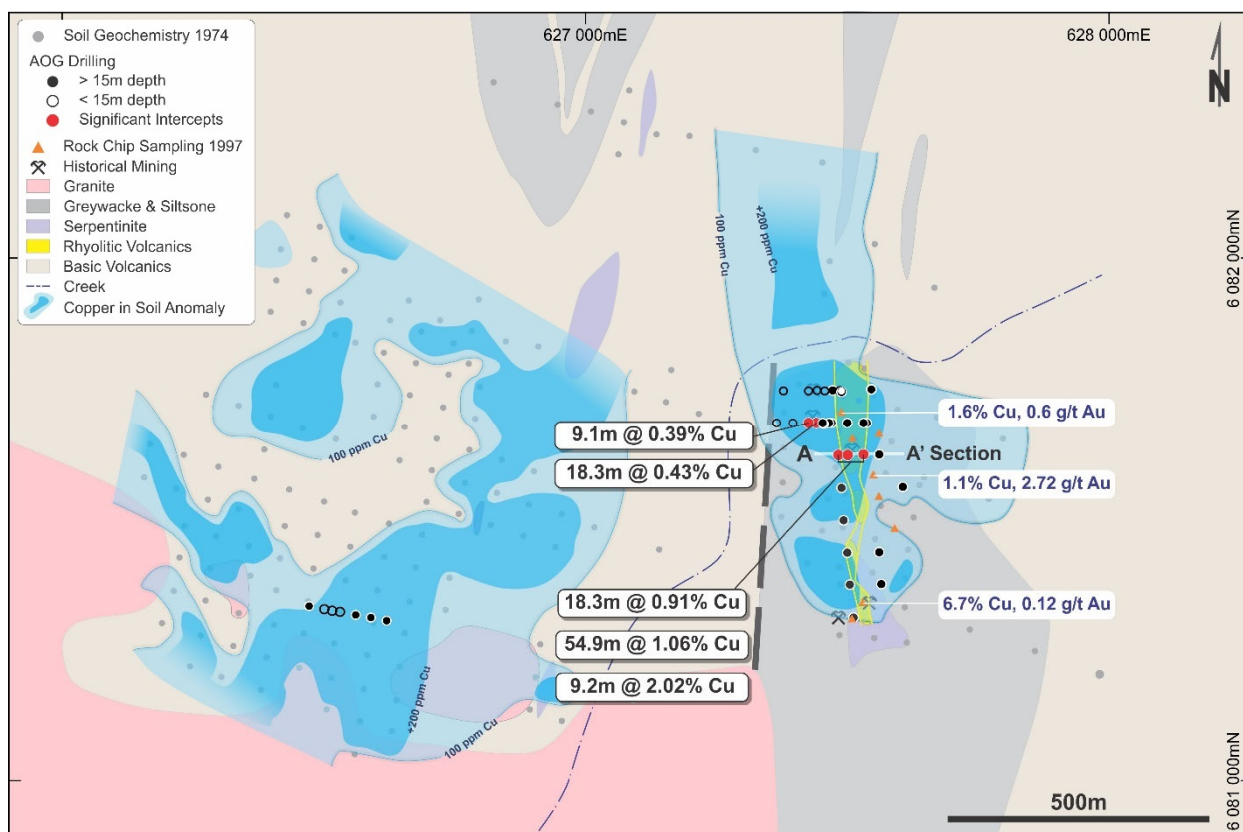 Soil Geochemistry 1974
AOG Drilling
> 15m depth
< 15m depth
Significant Intercepts
Rock Chip Sampling 1997
Historical Mining
Granite
Greywacke & Siltsone
Serpentinite
Rhyolitic Volcanics
Basic Volcanics
Creek
Copper in Soil Anomaly
627 000mE
628 000mE
N
6 082 000mN
6 081 000mN
100 ppm Cu
+200 ppm Cu
100 ppm Cu
+200 ppm Cu
100 ppm Cu
9.1m @ 0.39% Cu
18.3m @ 0.43% Cu
A
A' Section
1.6% Cu, 0.6 g/t Au
1.1% Cu, 2.72 g/t Au
6.7% Cu, 0.12 g/t Au
18.3m @ 0.91% Cu
54.9m @ 1.06% Cu
9.2m @ 2.02% Cu
500m